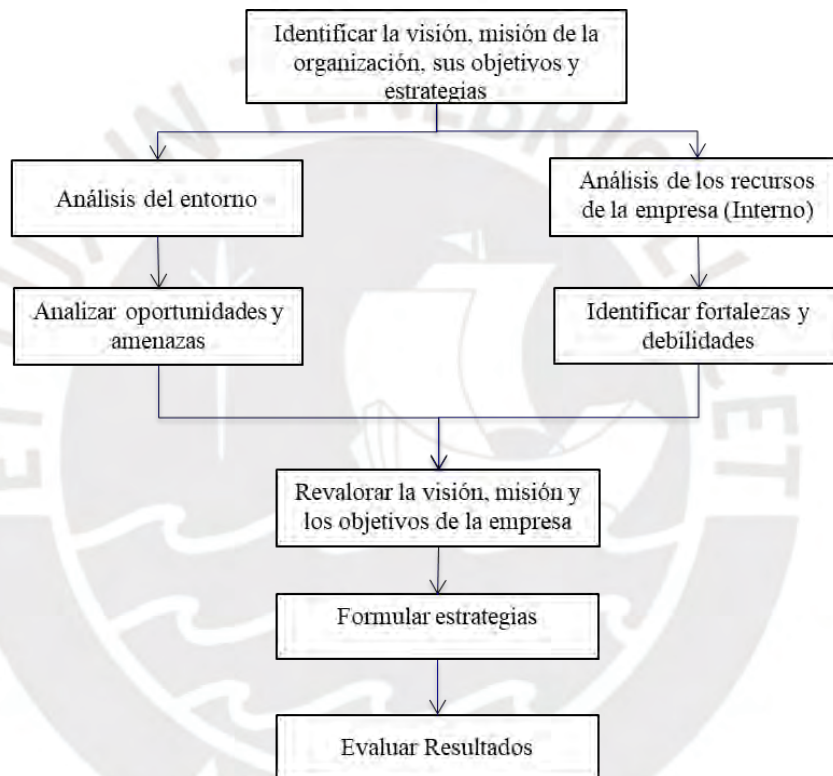 Identificar la visión, misión de la
organización, sus objetivos y
estrategias
Análisis del entorno
Análisis de los recursos
de la empresa (Interno)
Analizar oportunidades y
amenazas
Identificar fortalezas y
debilidades
Revalorar la visión, misión y
los objetivos de la empresa
Formular estrategias
Evaluar Resultados